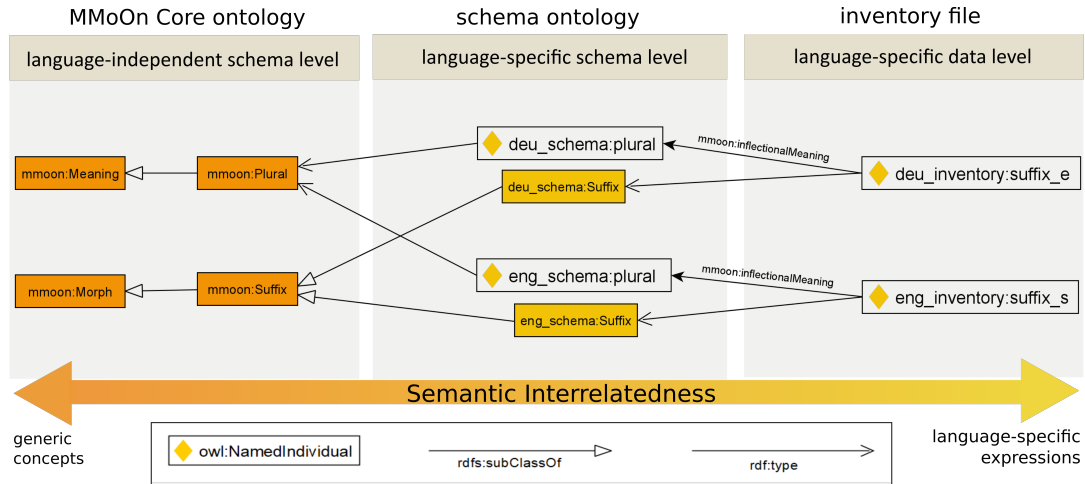 MMoOn Core ontology
schema ontology
inventory file
language-independent schema level
language-specific schema level
language-specific data level
deu_schema:plural
mmoon:inflectionalMeaning
mmoon:Meaning
mmoon:Plural
deu_schema:Suffix
deu_inventory:suffix_e
eng_schema:plural
mmoon:inflectionalMeaning
mmoon:Morph
mmoon:Suffix
eng_inventory:suffix_s
eng_schema:Suffix
Semantic Interrelatedness
generic
concepts
language-specific
expressions
owl:NamedIndividual
rdfs:subClassOf
rdf:type